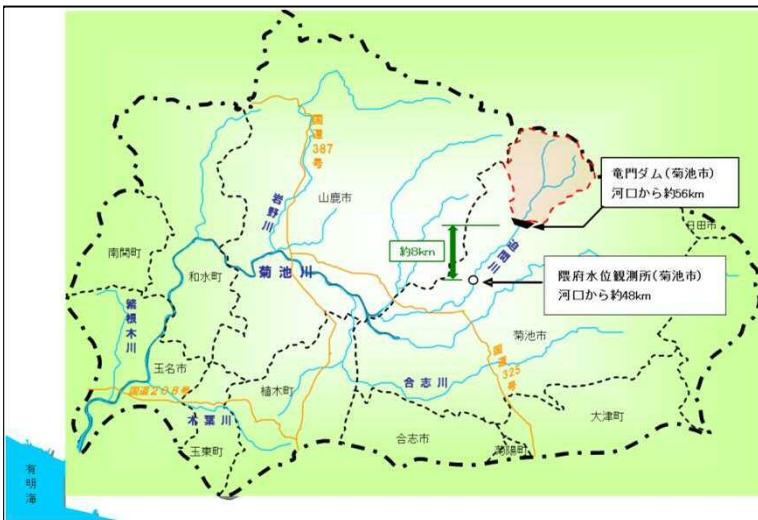 国道
387
号
岩野川
山鹿市
竜門ダム(菊池市)
河口から約56km
日田市
南関町
和水町
菊池川
約8km
迫間川
隈府水位観測所(菊池市)
河口から約48km
繁根木川
菊池市
玉名市
国道208号
植木町
国道
325
号
合志川
木葉川
玉東町
合志市
大津町
菊陽町
有明海